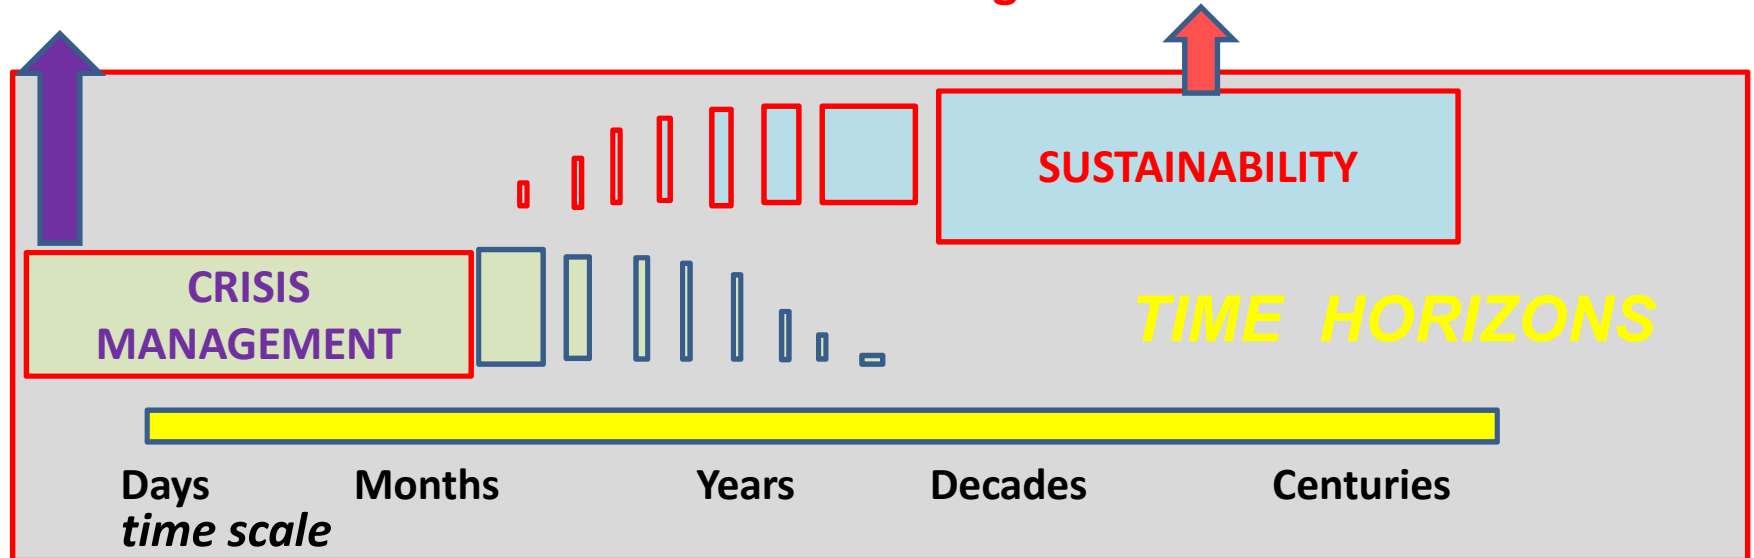 SUSTAINABILITY
CRISIS
MANAGEMENT
TIME HORIZONS
Days Months Years Decades Centuries
time scale